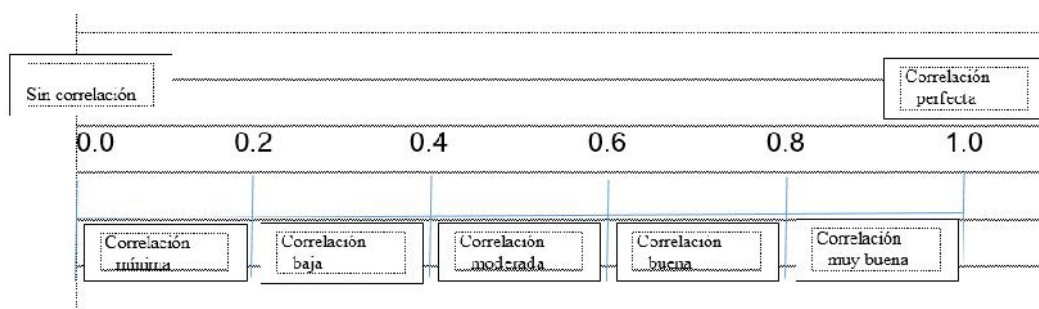 Sin correlación
Correlación
perfecta
0.0 0.2 0.4 0.6 0.8 1.0
Correlación
mínima
Correlación
baja
Correlación
moderada
Correlación
buena
Correlación
muy buena